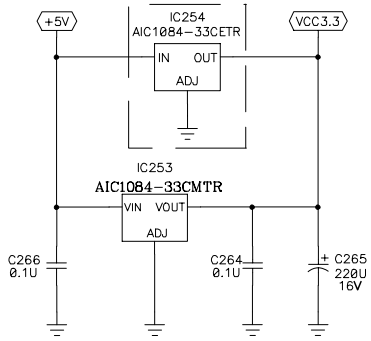 +5V
VCC3.3
IC254
AIC1084-33CETR
IN OUT
ADJ
IC253
AIC1084-33CMTR
VIN VOUT
ADJ
C266
0.1U
C264
0.1U
+
C265
220U
16V